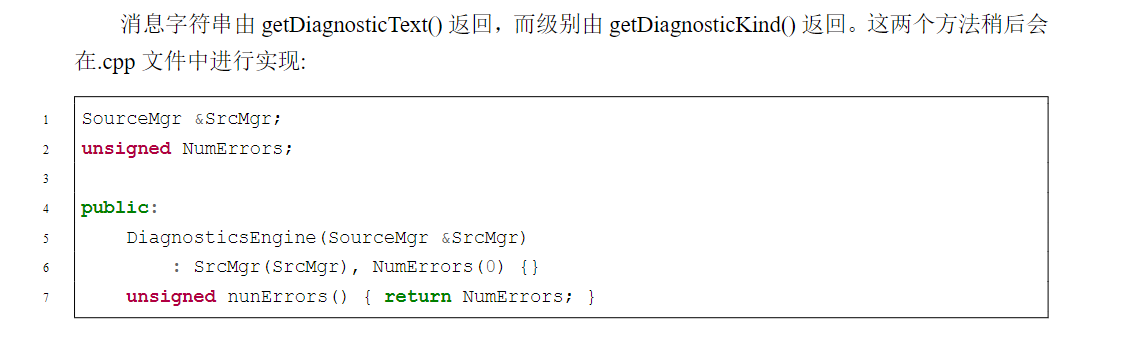 消息字符串由 getDiagnosticText() 返回，而级别由 getDiagnosticKind() 返回。这两个方法稍后会
在.cpp 文件中进行实现:
1 SourceMgr &SrcMgr;
2 unsigned NumErrors;
3
4 public:
5     DiagnosticsEngine(SourceMgr &SrcMgr)
6         : SrcMgr(SrcMgr), NumErrors(0) {}
7     unsigned nunErrors() { return NumErrors; }